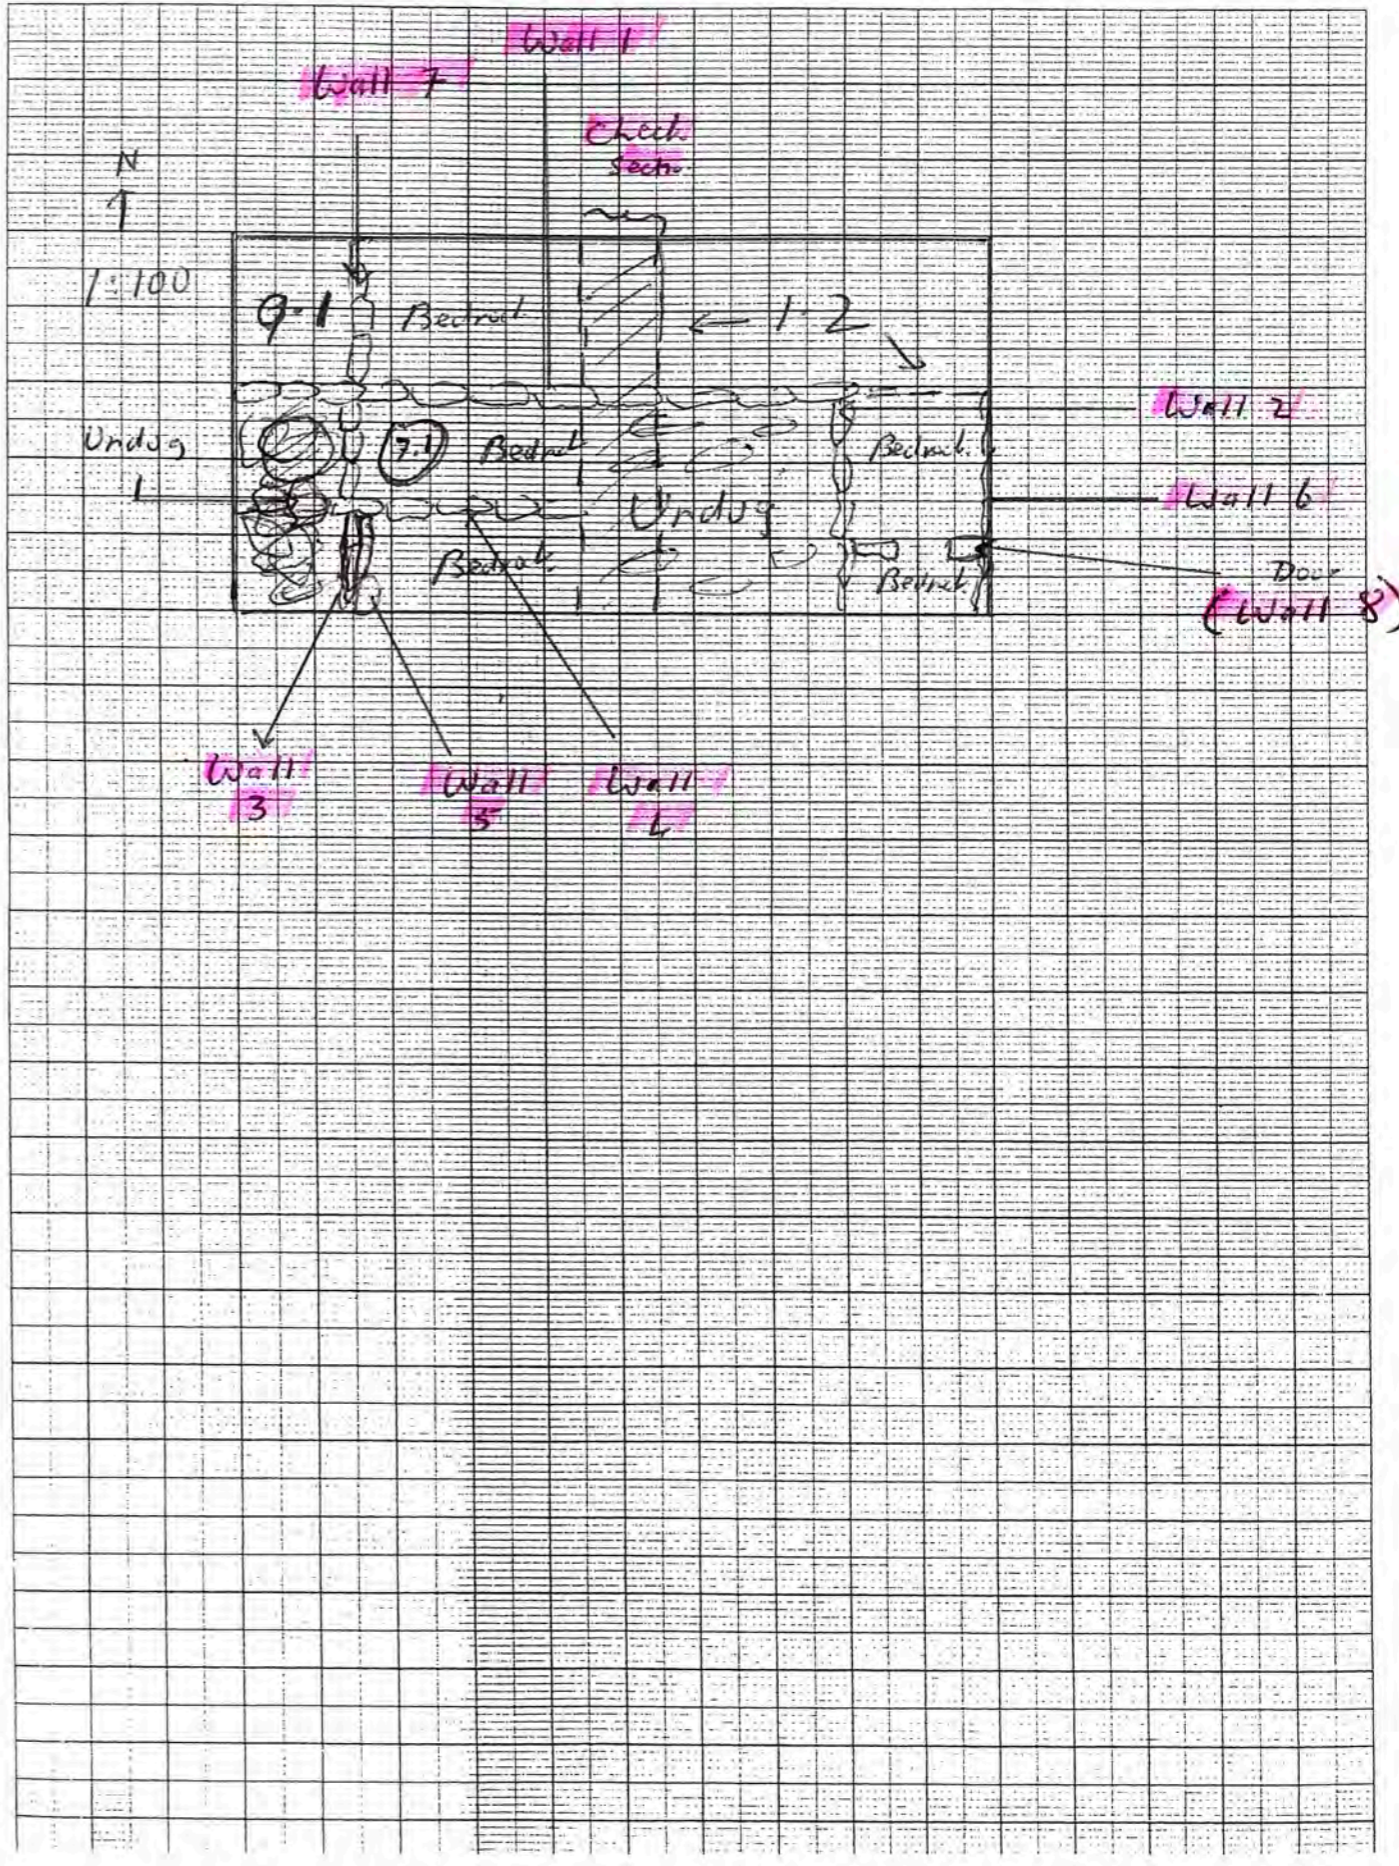 Wall 1
Wall 7
Check
Sectn.
N
1:100
9.1
Bedrock
1.2
Wall 2
Undug
7.1
Bedrock
Bedrock.
Wall 6
Undug
Bedrock.
Bedrock.
Door
(Wall 8)
Wall
3
Wall
5
Wall
4